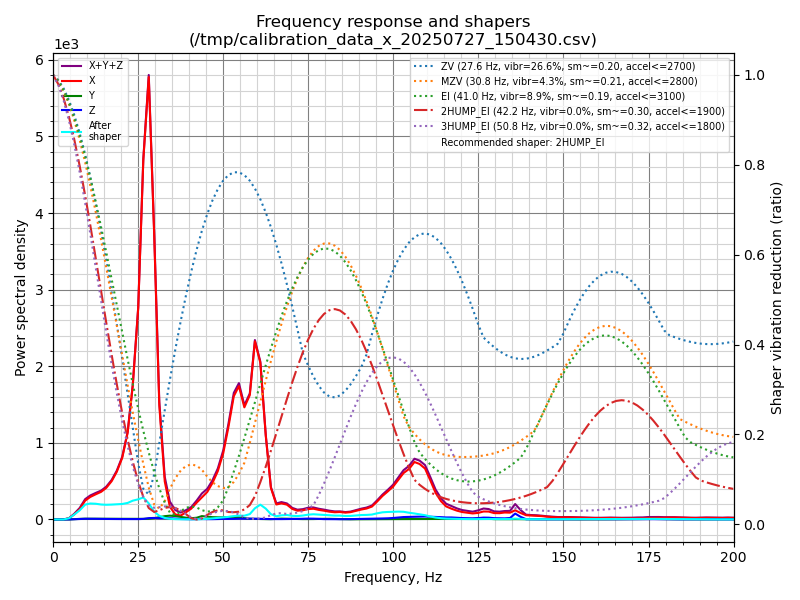 Frequency response and shapers
(/tmp/calibration_data_x_20250727_150430.csv)
1e3
X+Y+Z
X
Y
Z
After
shaper
ZV (27.6 Hz, vibr=26.6%, sm~=0.20, accel<=2700)
MZV (30.8 Hz, vibr=4.3%, sm~=0.21, accel<=2800)
EI (41.0 Hz, vibr=8.9%, sm~=0.19, accel<=3100)
2HUMP_EI (42.2 Hz, vibr=0.0%, sm~=0.30, accel<=1900)
3HUMP_EI (50.8 Hz, vibr=0.0%, sm~=0.32, accel<=1800)
Recommended shaper: 2HUMP_EI
6
5
4
3
2
1
0
Power spectral density
1.0
0.8
0.6
0.4
0.2
0.0
Shaper vibration reduction (ratio)
0 25 50 75 100 125 150 175 200
Frequency, Hz